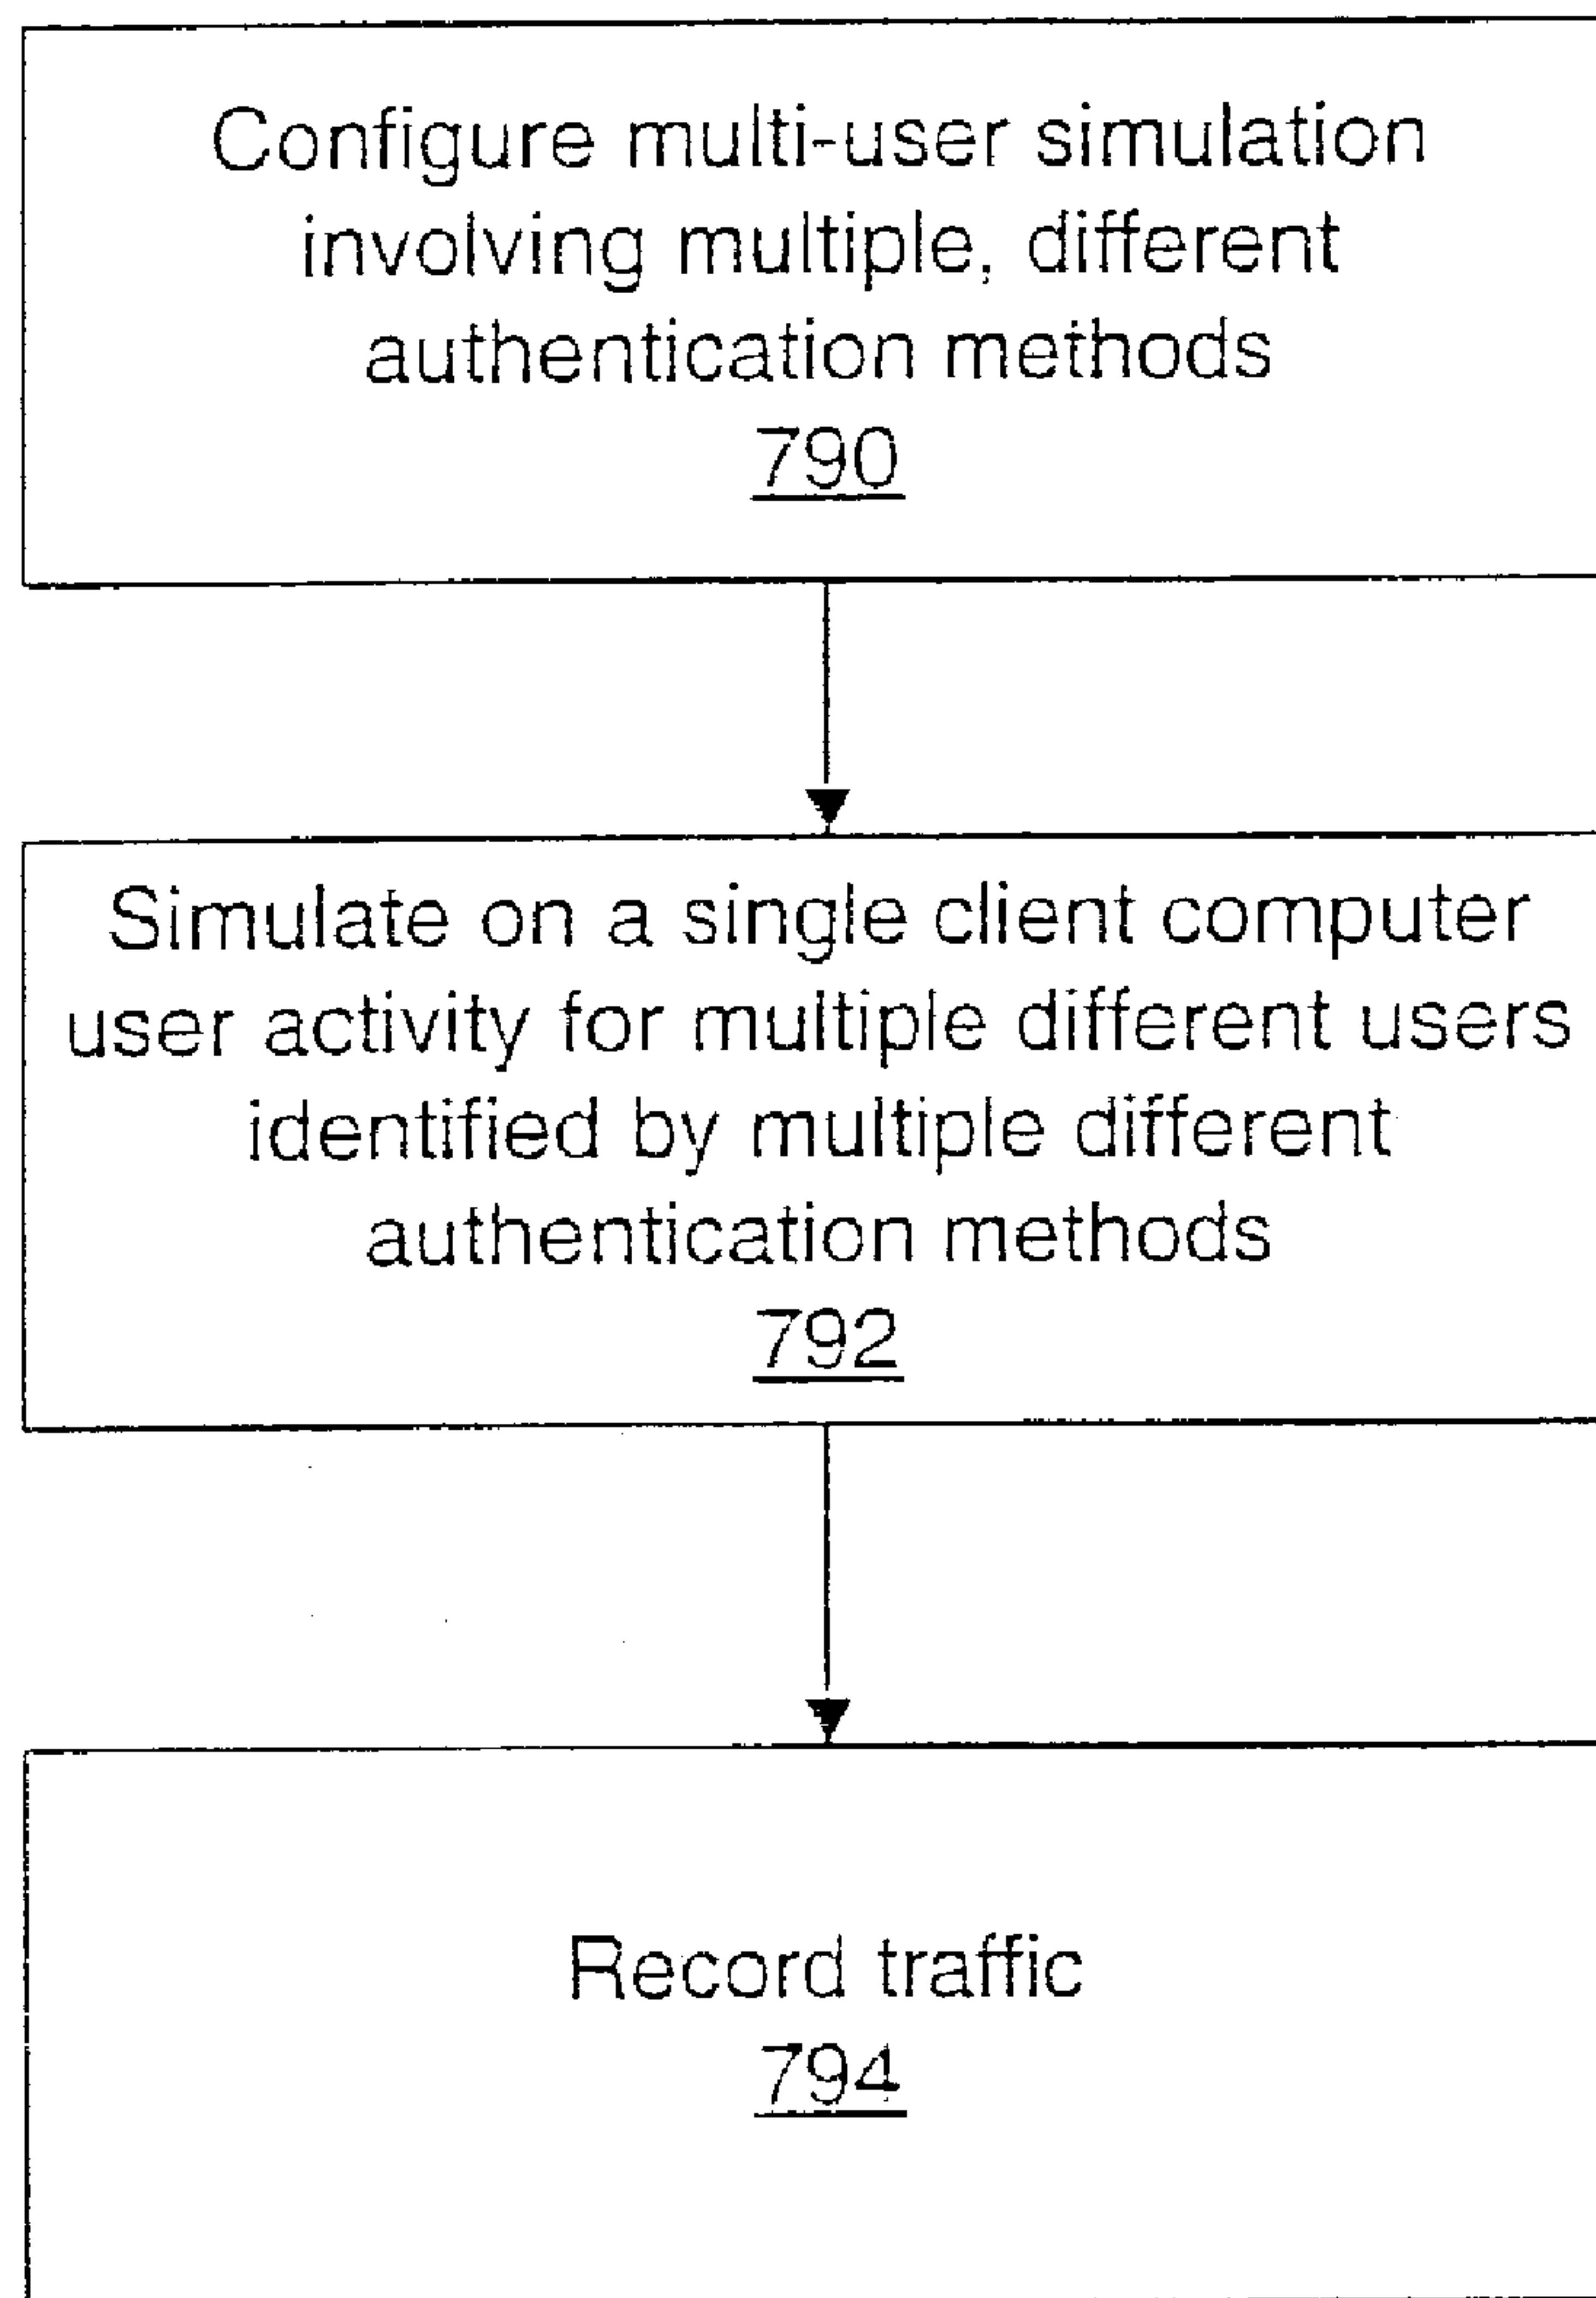 Configure multi-user simulation
involving multiple, different
authentication methods
790
Simulate on a single client computer
user activity for multiple different users
identified by multiple different
authentication methods
792
Record traffic
794